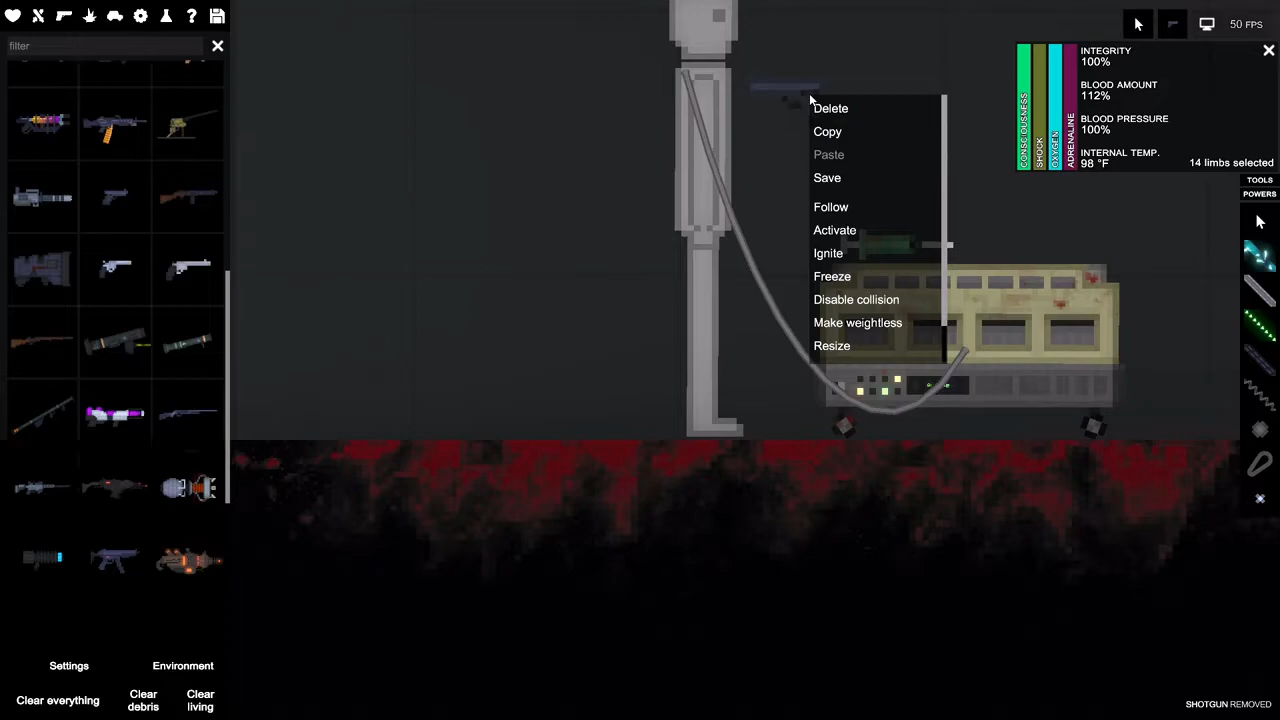 50 FPS
filter
INTEGRITY
100%
BLOOD AMOUNT
112%
BLOOD PRESSURE
100%
INTERNAL TEMP.
98 °F
14 limbs selected
CONSCIOUSNESS
SHOCK
OXYGEN
ADRENALINE
TOOLS
POWERS
Delete
Copy
Paste
Save
Follow
Activate
Ignite
Freeze
Disable collision
Make weightless
Resize
Settings
Environment
Clear everything
Clear debris
Clear living
SHOTGUN REMOVED